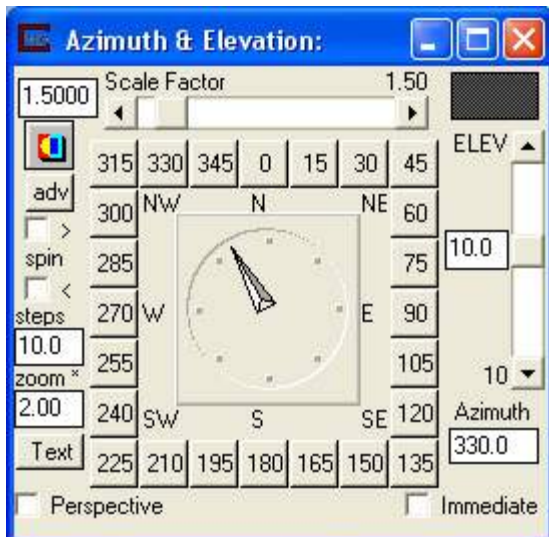 Azimuth & Elevation:
1.5000 Scale Factor 1.50
ELEV
315 330 345 0 15 30 45
adv
300 NW N NE 60
>
spin 285 75 10.0
<
steps 270 W E 90
10.0 255 105 10
zoom *
2.00 240 SW S SE 120 Azimuth
Text 225 210 195 180 165 150 135 330.0
Perspective Immediate